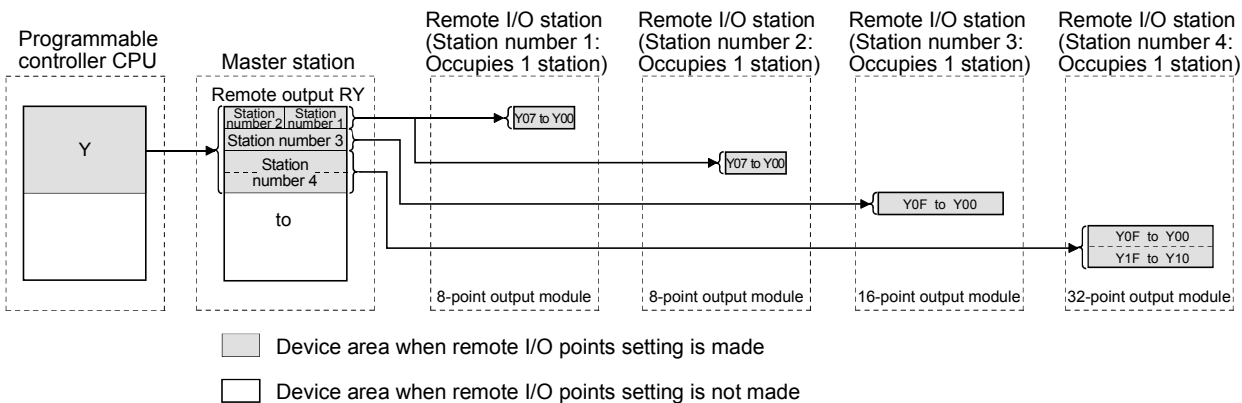 Programmable
controller CPU
Y
Master station
Remote output RY
Station
number 2
Station
number 1
Station number 3
Station
number 4
to
Remote I/O station
(Station number 1:
Occupies 1 station)
Y07 to Y00
8-point output module
Remote I/O station
(Station number 2:
Occupies 1 station)
Y07 to Y00
8-point output module
Remote I/O station
(Station number 3:
Occupies 1 station)
Y0F to Y00
16-point output module
Remote I/O station
(Station number 4:
Occupies 1 station)
Y0F to Y00
Y1F to Y10
32-point output module
Device area when remote I/O points setting is made
Device area when remote I/O points setting is not made